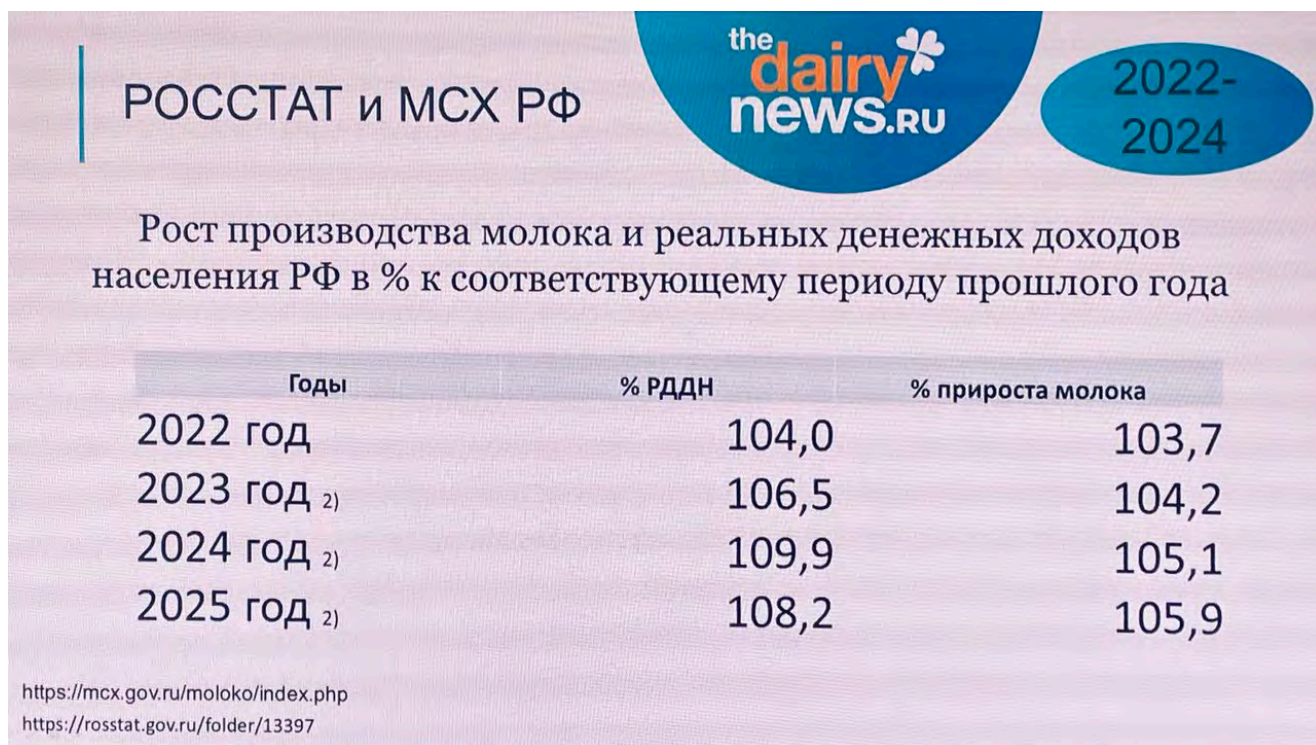 РОССТАТ и МСХ РФ
the
dairy
news.RU
2022-
2024
Рост производства молока и реальных денежных доходов
населения РФ в % к соответствующему периоду прошлого года
Годы % РДДН % прироста молока
2022 год 104,0 103,7
2023 год 2) 106,5 104,2
2024 год 2) 109,9 105,1
2025 год 2) 108,2 105,9
https://mcx.gov.ru/moloko/index.php
https://rosstat.gov.ru/folder/13397